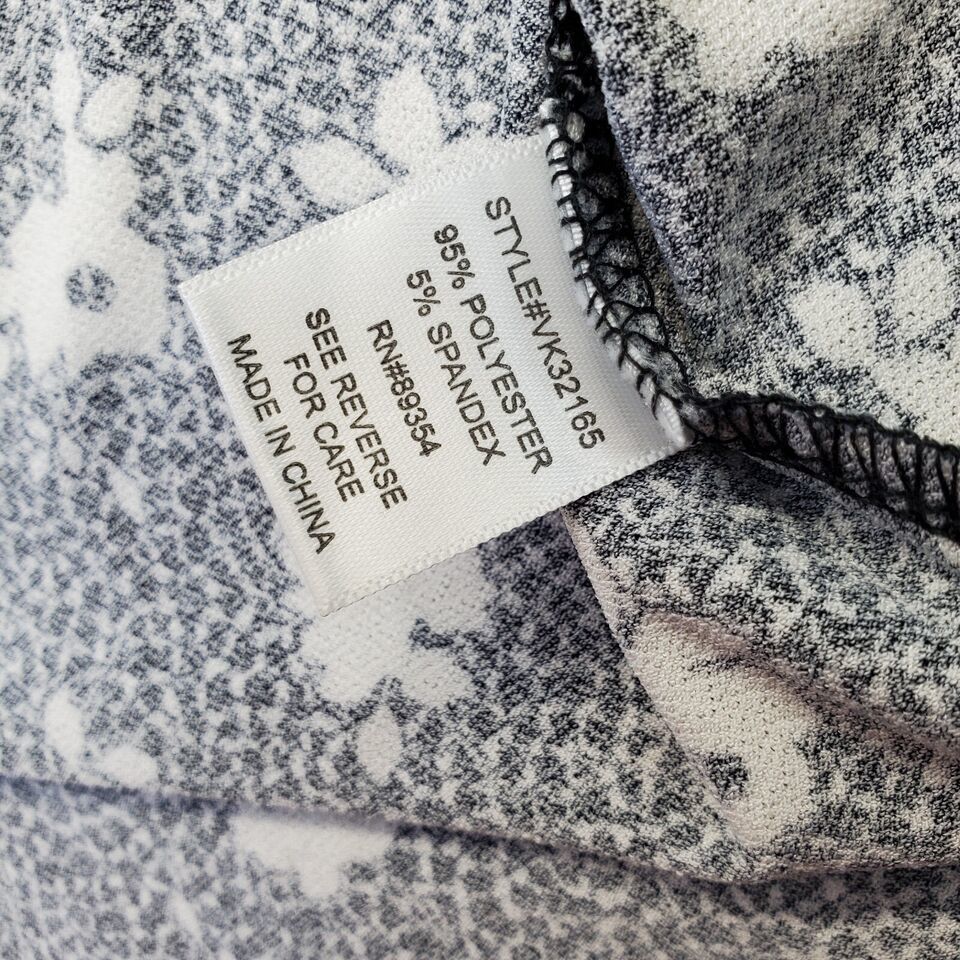 STYLE#VK32165
95% POLYESTER
5% SPANDEX
RN#89354
SEE REVERSE
FOR CARE
MADE IN CHINA